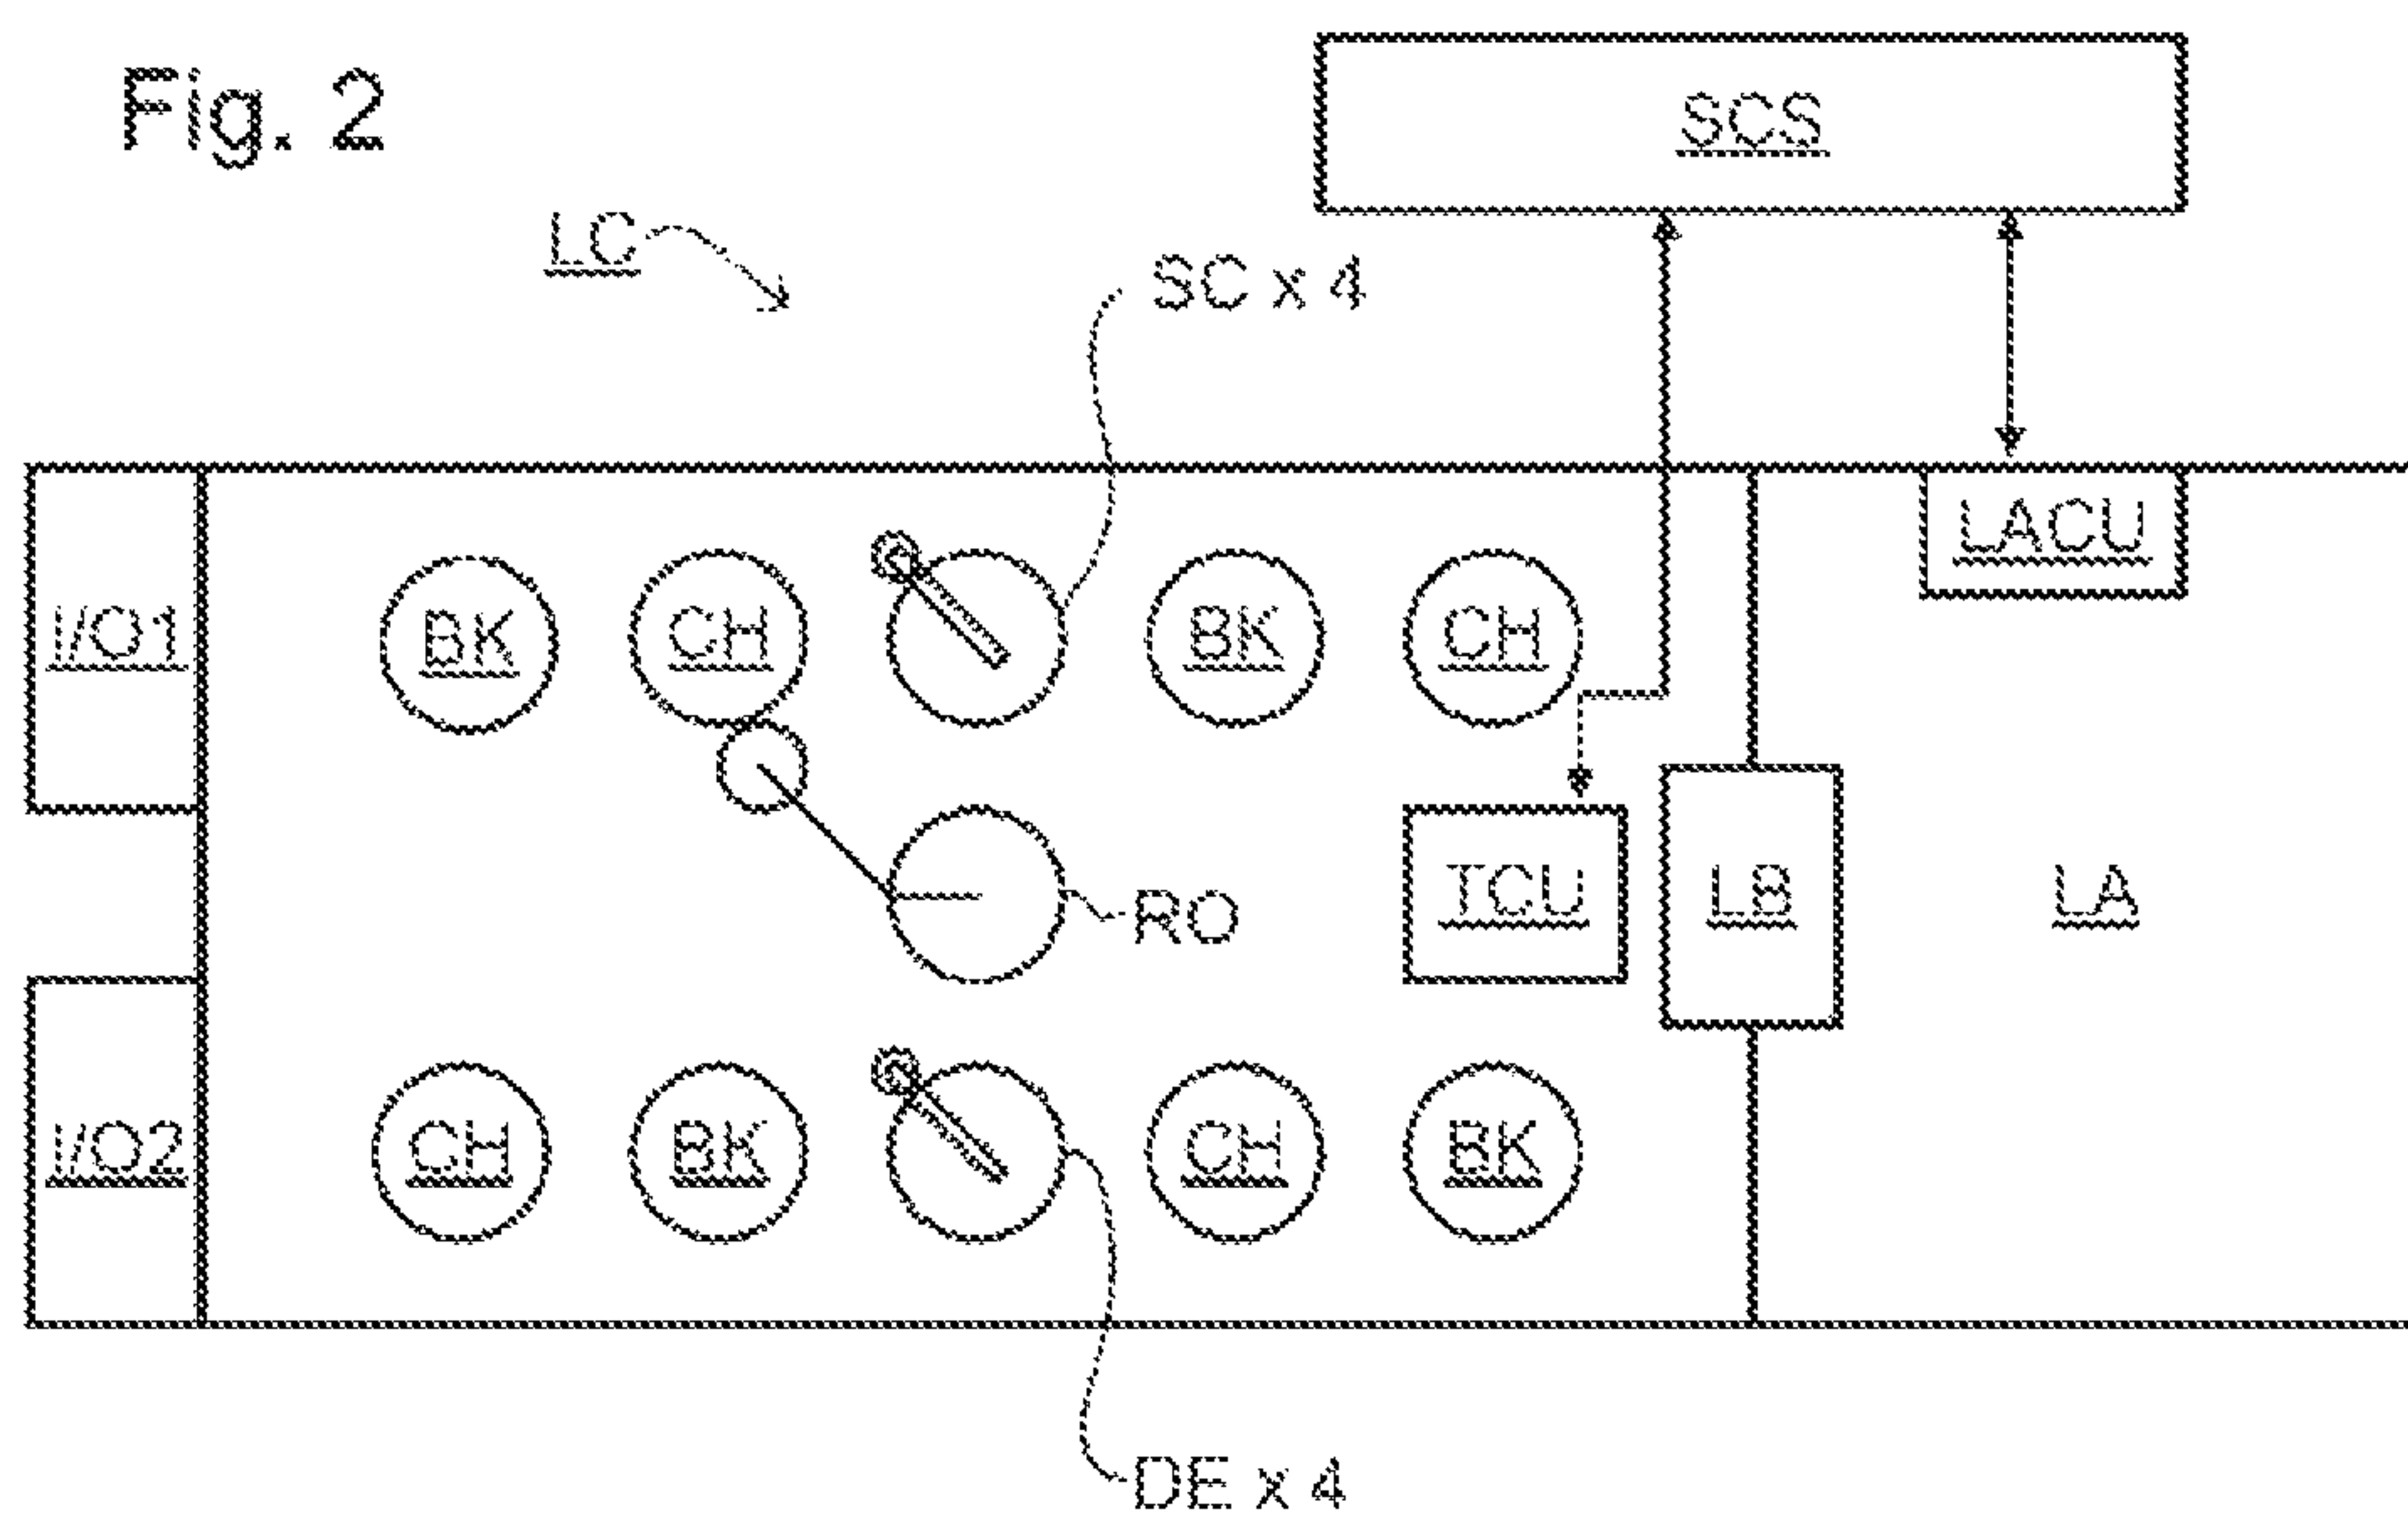 Fig. 2
SCS
LC
SC x 4
LACU
I/O1
BK
CH
BK
CH
RO
TCU
LB
LA
I/O2
CH
BK
CH
BK
DE x 4